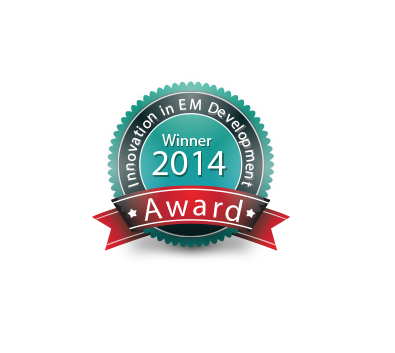 Innovation in EM Development
Winner
2014
Award